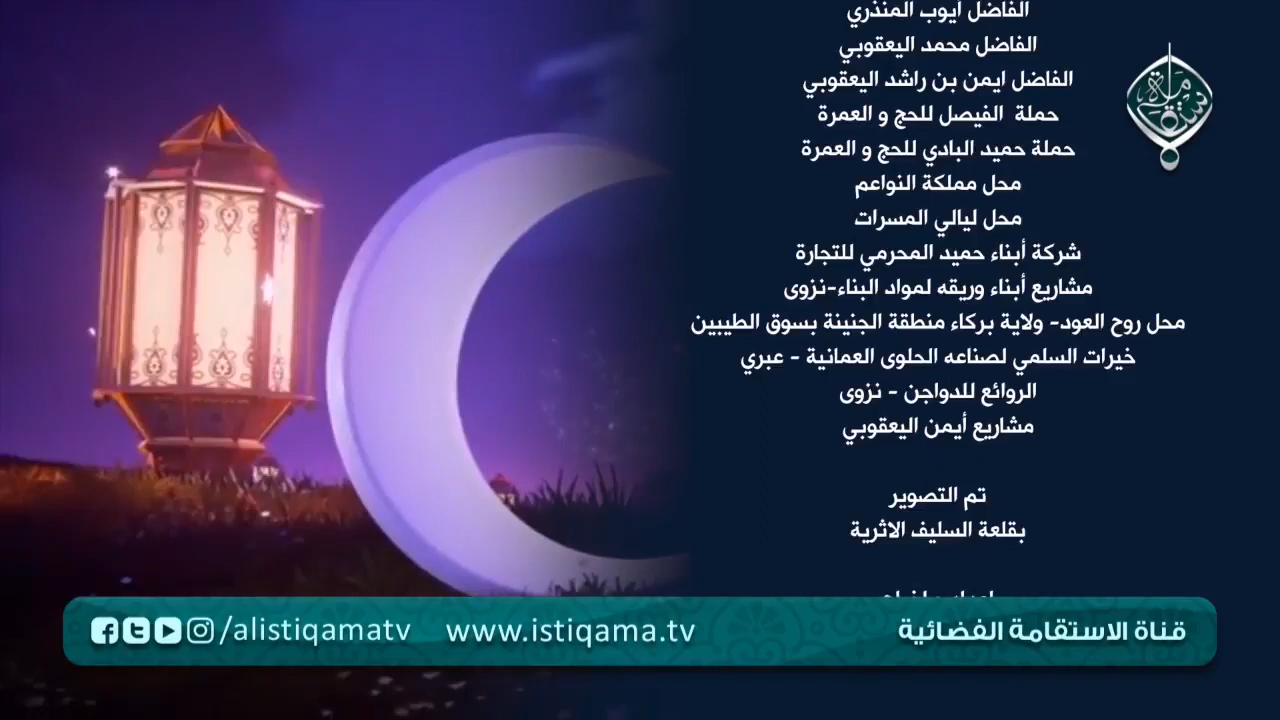 الفاضل ايوب المنذري
الفاضل محمد اليعقوبي
الفاضل ايمن بن راشد اليعقوبي
حملة الفيصل للحج و العمرة
حملة حميد البادي للحج و العمرة
محل مملكة النواعم
محل ليالي المسرات
شركة أبناء حميد المحرمي للتجارة
مشاريع أبناء وريقه لمواد البناء-نزوى
محل روح العود- ولاية بركاء منطقة الجنينة بسوق الطيبين
خيرات السلمي لصناعه الحلوى العمانية - عبري
الروائع للدواجن - نزوى
مشاريع أيمن اليعقوبي
تم التصوير
بقلعة السليف الاثرية
/alistiqamatv www.istiqama.tv قناة الاستقامة الفضائية